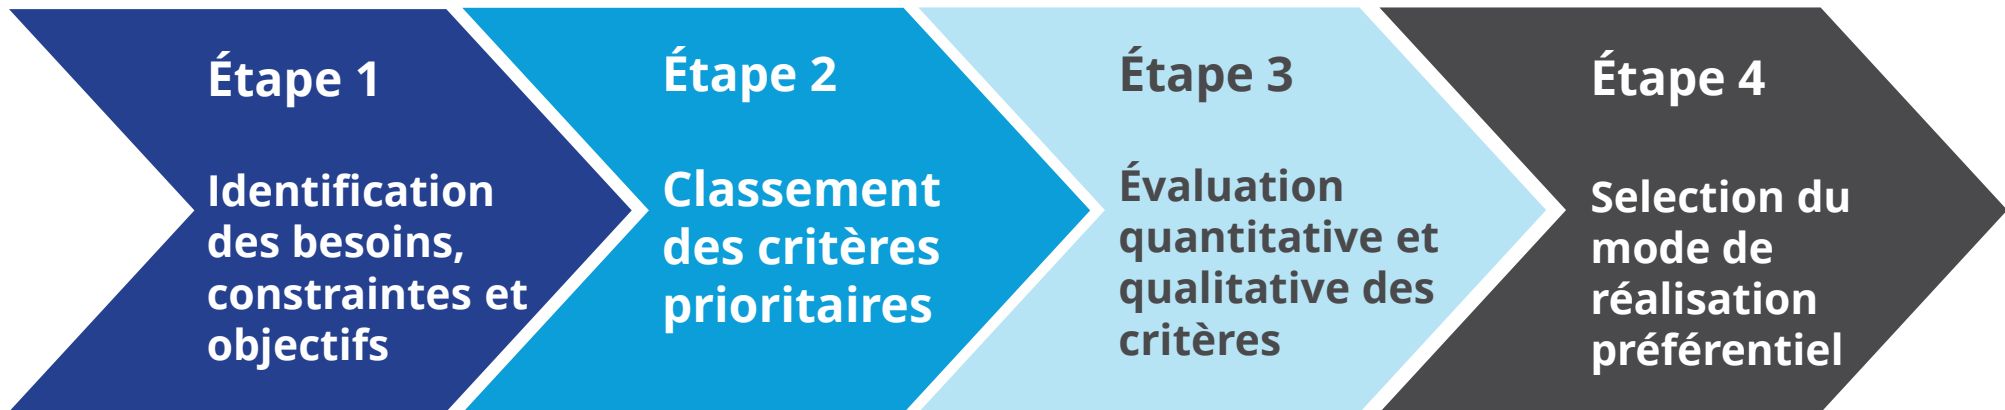 Étape 1
Identification
des besoins,
constraintes et
objectifs
Étape 2
Classement
des critères
prioritaires
Étape 3
Évaluation
quantitative et
qualitative des
critères
Étape 4
Selection du
mode de
réalisation
préférentiel